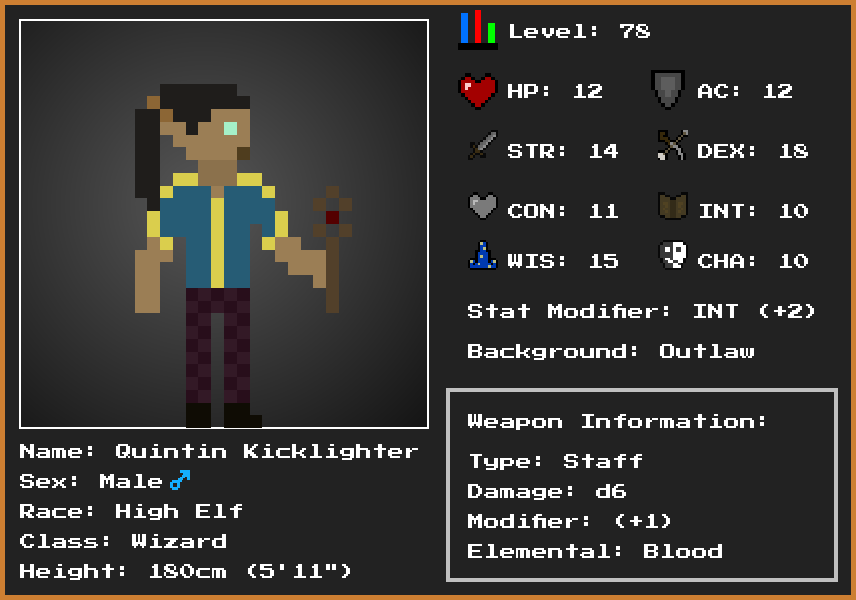 Level: 78
HP: 12 AC: 12
STR: 14 DEX: 18
CON: 11 INT: 10
WIS: 15 CHA: 10
Stat Modifier: INT (+2)
Background: Outlaw
Weapon Information:
Type: Staff
Damage: d6
Modifier: (+1)
Elemental: Blood
Name: Quintin Kicklighter
Sex: Male♂
Race: High Elf
Class: Wizard
Height: 180cm (5'11")